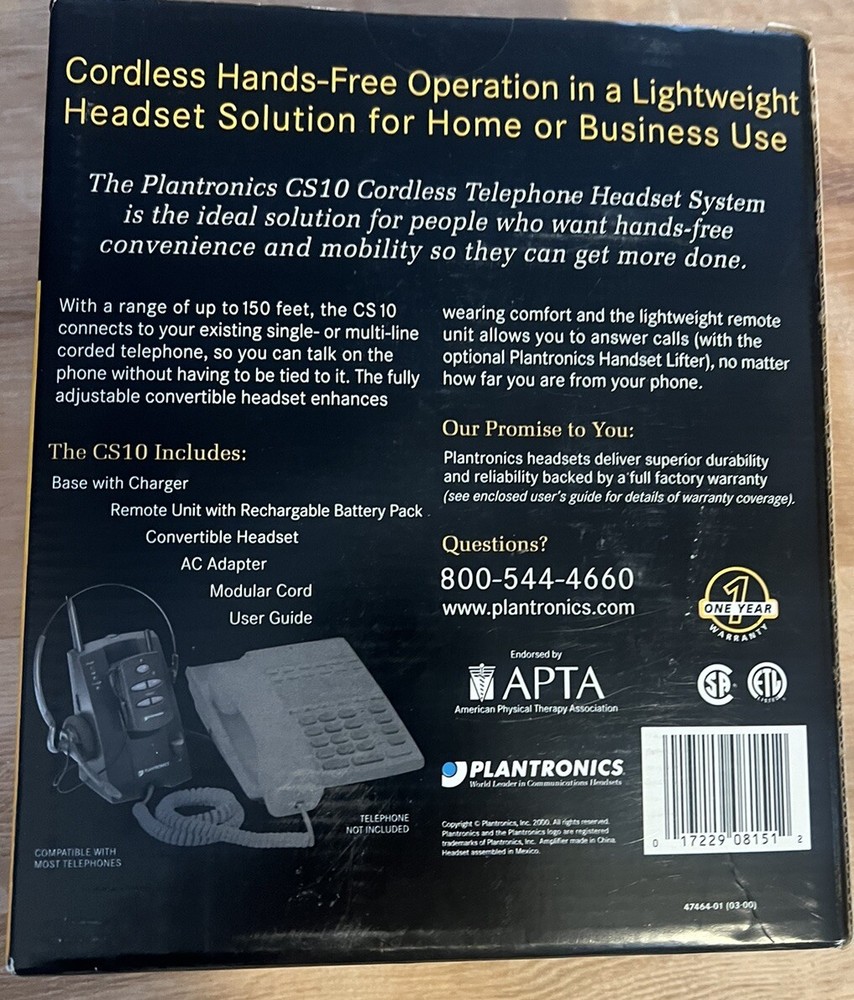 Cordless Hands-Free Operation in a Lightweight
Headset Solution for Home or Business Use
The Plantronics CS10 Cordless Telephone Headset System
is the ideal solution for people who want hands-free
convenience and mobility so they can get more done.
With a range of up to 150 feet, the CS10
connects to your existing single- or multi-line
corded telephone, so you can talk on the
phone without having to be tied to it. The fully
adjustable convertible headset enhances
wearing comfort and the lightweight remote
unit allows you to answer calls (with the
optional Plantronics Handset Lifter), no matter
how far you are from your phone.
The CS10 Includes:
Base with Charger
Remote Unit with Rechargable Battery Pack
Convertible Headset
AC Adapter
Modular Cord
User Guide
TELEPHONE
NOT INCLUDED
COMPATIBLE WITH
MOST TELEPHONES
Our Promise to You:
Plantronics headsets deliver superior durability
and reliability backed by a full factory warranty
(see enclosed user's guide for details of warranty coverage).
Questions?
800-544-4660
www.plantronics.com
1
ONE YEAR
WARRANTY
Endorsed by
APTA
American Physical Therapy Association
SA
ETL
LISTED
PLANTRONICS
World Leader in Communications Headsets
Copyright © Plantronics, Inc. 2000. All rights reserved.
Plantronics and the Plantronics logo are registered
trademarks of Plantronics, Inc. Amplifier made in China.
Headset assembled in Mexico.
0 17229 08151 2
47464-01 (03-00)